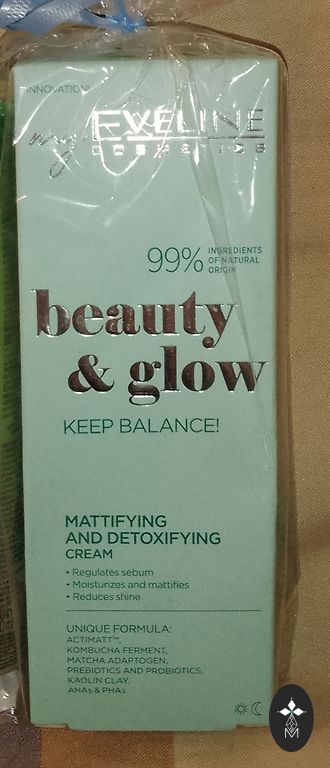 INNOVATION!
my
EVELINE
COSMETICS
99% INGREDIENTS
OF NATURAL
ORIGIN
beauty
& glow
KEEP BALANCE!
MATTIFYING
AND DETOXIFYING
CREAM
• Regulates sebum
• Moisturizes and mattifies
• Reduces shine
UNIQUE FORMULA:
ACTIMATT™,
KOMBUCHA FERMENT,
MATCHA ADAPTOGEN,
PREBIOTICS AND PROBIOTICS,
KAOLIN CLAY,
AHAs & PHAs
M